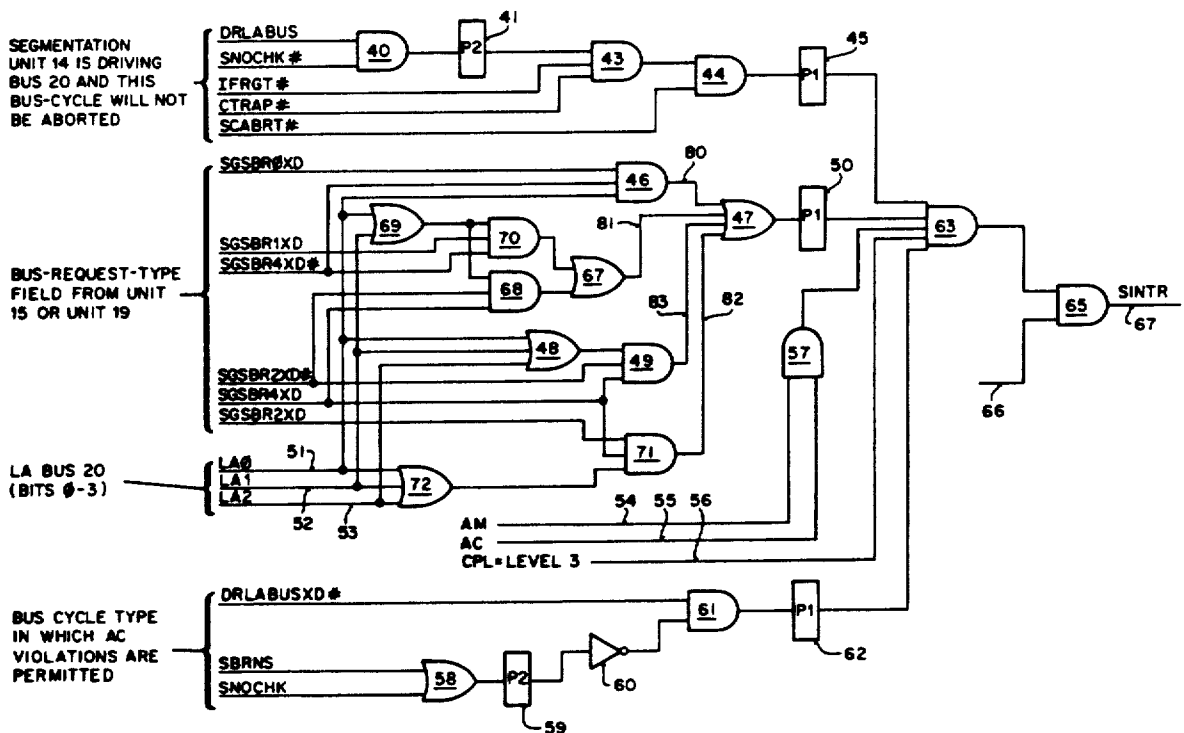 SEGMENTATION
UNIT 14 IS DRIVING
BUS 20 AND THIS
BUS-CYCLE WILL NOT
BE ABORTED
DRLABUS
SNOCHK#
IFRGT#
CTRAP#
SCABRT#
40
P2
41
43
44
P1
45
BUS-REQUEST-TYPE
FIELD FROM UNIT
15 OR UNIT 19
SGSBRØXD
SGSBR1XD
SGSBR4XD#
SGSBR2XD#
SGSBR4XD
SGSBR2XD
46
80
69
70
68
67
81
47
P1
50
83
82
48
49
71
63
57
65
SINTR
67
66
LA BUS 20
(BITS Ø-3)
LAØ
LA1
LA2
51
52
53
72
AM
AC
CPL=LEVEL 3
54
55
56
BUS CYCLE TYPE
IN WHICH AC
VIOLATIONS ARE
PERMITTED
DRLABUSXD#
SBRNS
SNOCHK
58
P2
59
60
61
P1
62